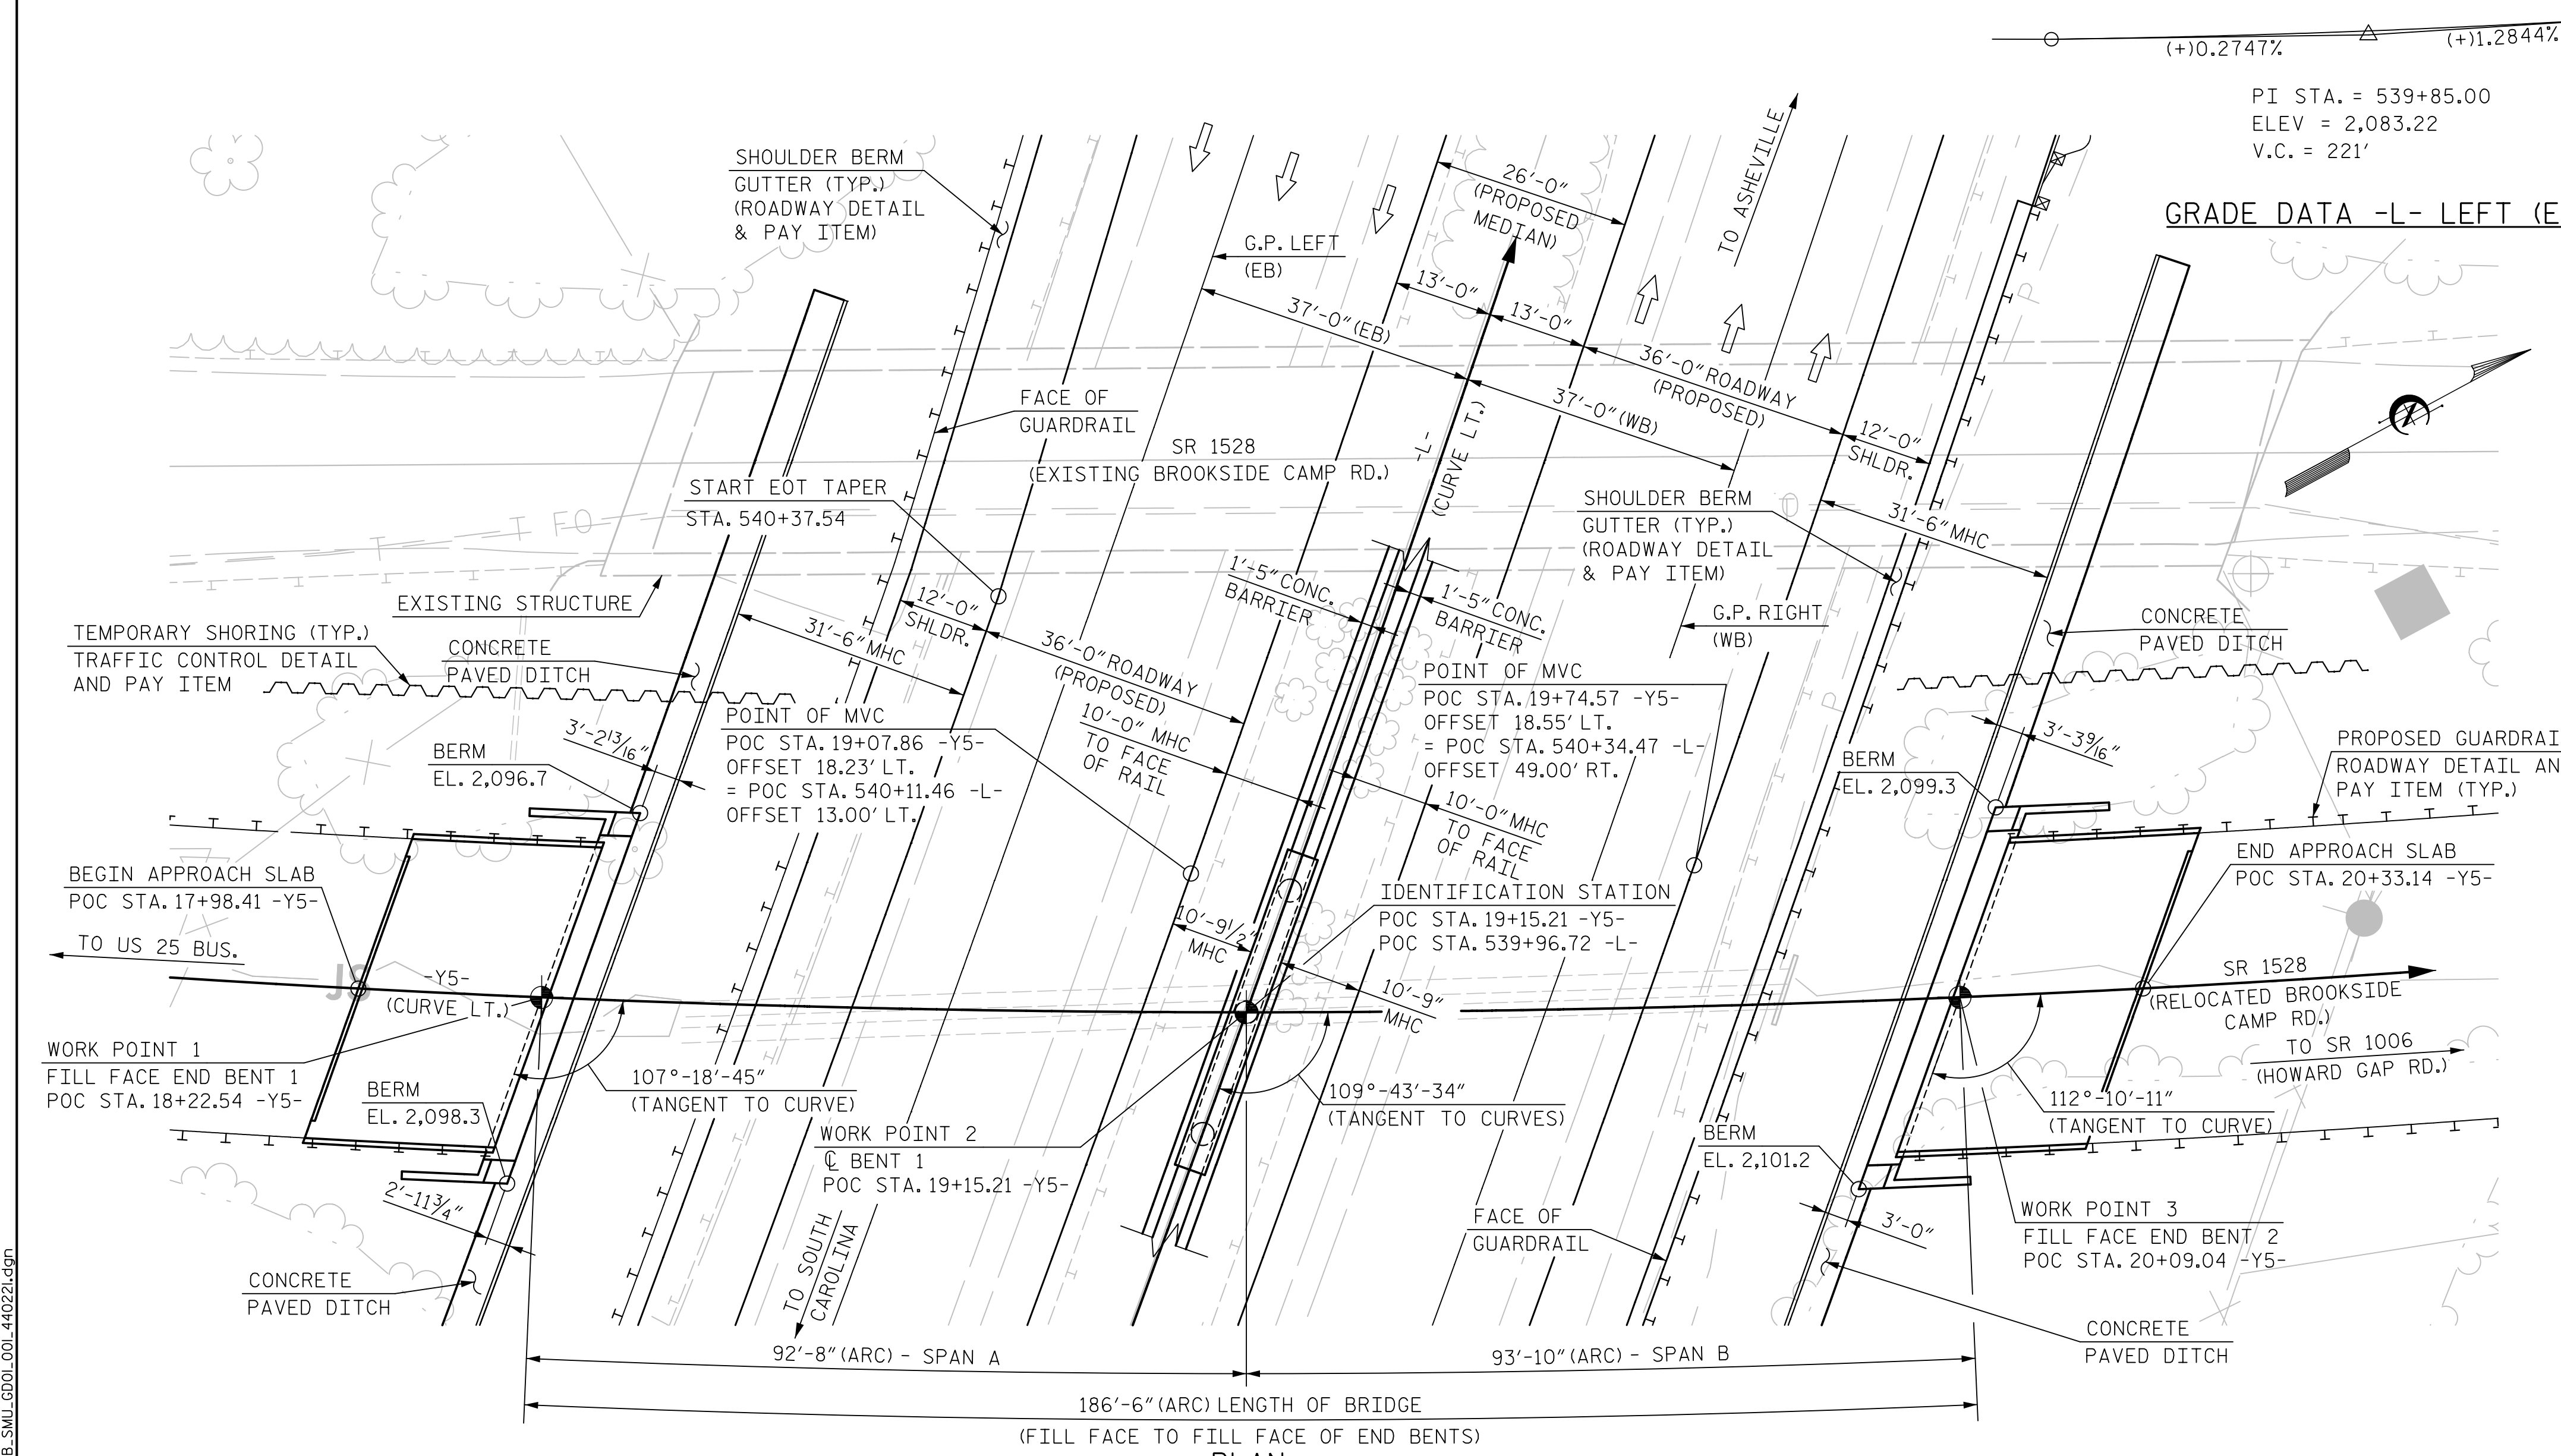 (+)0.2747%
(+)1.2844%
PI STA. = 539+85.00
ELEV = 2,083.22
V.C. = 221'
GRADE DATA -L- LEFT (E
SHOULDER BERM
GUTTER (TYP.)
(ROADWAY DETAIL
& PAY ITEM)
G.P. LEFT
(EB)
26'-0"
(PROPOSED
MEDIAN)
TO ASHEVILLE
13'-0"
13'-0"
37'-0" (EB)
36'-0" ROADWAY
(PROPOSED)
37'-0" (WB)
12'-0"
SHLDR.
FACE OF
GUARDRAIL
SR 1528
(EXISTING BROOKSIDE CAMP RD.)
-L-
(CURVE LT.)
START EOT TAPER
STA. 540+37.54
T FO
SHOULDER BERM
GUTTER (TYP.)
(ROADWAY DETAIL
& PAY ITEM)
31'-6" MHC
EXISTING STRUCTURE
TEMPORARY SHORING (TYP.)
TRAFFIC CONTROL DETAIL
AND PAY ITEM
CONCRETE
PAVED DITCH
12'-0"
SHLDR.
31'-6" MHC
36'-0" ROADWAY
(PROPOSED)
1'-5" CONC.
BARRIER
1'-5" CONC.
BARRIER
G.P. RIGHT
(WB)
CONCRETE
PAVED DITCH
POINT OF MVC
POC STA. 19+07.86 -Y5-
OFFSET 18.23' LT.
= POC STA. 540+11.46 -L-
OFFSET 13.00' LT.
10'-0" MHC
TO FACE
OF RAIL
POINT OF MVC
POC STA. 19+74.57 -Y5-
OFFSET 18.55' LT.
= POC STA. 540+34.47 -L-
OFFSET 49.00' RT.
10'-0" MHC
TO FACE
OF RAIL
3'-2 13/16"
BERM
EL. 2,096.7
3'-3 9/16"
BERM
EL. 2,099.3
PROPOSED GUARDRAI
ROADWAY DETAIL AN
PAY ITEM (TYP.)
BEGIN APPROACH SLAB
POC STA. 17+98.41 -Y5-
END APPROACH SLAB
POC STA. 20+33.14 -Y5-
IDENTIFICATION STATION
POC STA. 19+15.21 -Y5-
POC STA. 539+96.72 -L-
10'-9 1/2"
MHC
10'-9"
MHC
TO US 25 BUS.
JS
-Y5-
(CURVE LT.)
SR 1528
(RELOCATED BROOKSIDE
CAMP RD.)
TO SR 1006
(HOWARD GAP RD.)
WORK POINT 1
FILL FACE END BENT 1
POC STA. 18+22.54 -Y5-
BERM
EL. 2,098.3
107°-18'-45"
(TANGENT TO CURVE)
109°-43'-34"
(TANGENT TO CURVES)
112°-10'-11"
(TANGENT TO CURVE)
WORK POINT 2
℄ BENT 1
POC STA. 19+15.21 -Y5-
BERM
EL. 2,101.2
2'-11 3/4"
3'-0"
TO SOUTH
CAROLINA
FACE OF
GUARDRAIL
WORK POINT 3
FILL FACE END BENT 2
POC STA. 20+09.04 -Y5-
CONCRETE
PAVED DITCH
CONCRETE
PAVED DITCH
92'-8" (ARC) - SPAN A
93'-10" (ARC) - SPAN B
186'-6" (ARC) LENGTH OF BRIDGE
(FILL FACE TO FILL FACE OF END BENTS)
PLAN
B_SMU_GD01_001_440221.dgn